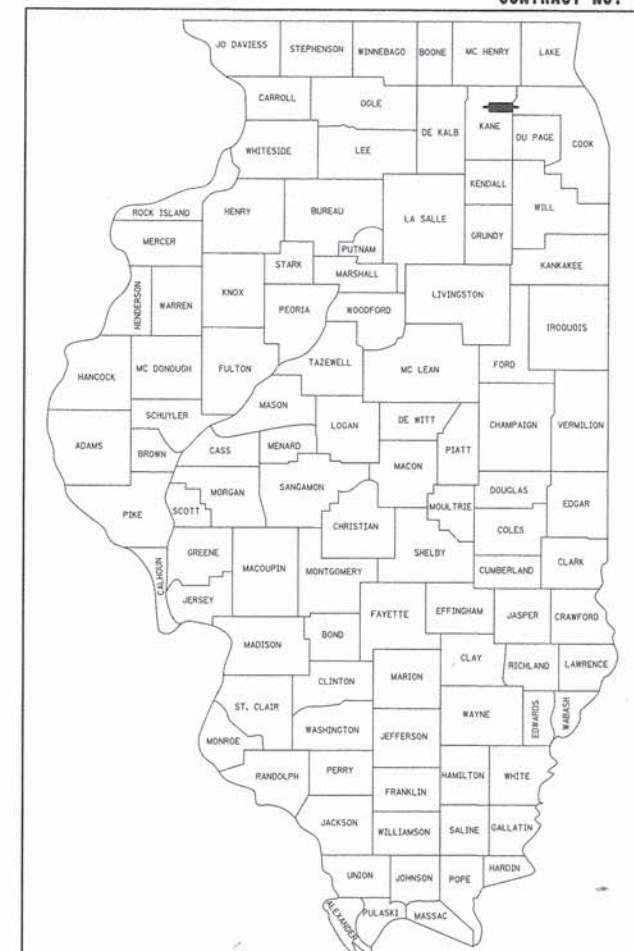 CONTRACT NO.
JO DAVIESS
STEPHENSON
WINNEBAGO
BOONE
MC HENRY
LAKE
CARROLL
OGLE
DE KALB
KANE
DU PAGE
COOK
WHITESIDE
LEE
KENDALL
WILL
ROCK ISLAND
HENRY
BUREAU
LA SALLE
GRUNDY
MERCER
PUTNAM
KANKAKEE
STARK
MARSHALL
HENDERSON
WARREN
KNOX
PEORIA
WOODFORD
LIVINGSTON
IROQUOIS
HANCOCK
MC DONOUGH
FULTON
TAZEWELL
MC LEAN
FORD
SCHUYLER
MASON
LOGAN
DE WITT
CHAMPAIGN
VERMILION
ADAMS
BROWN
CASS
MENARD
PIATT
MACON
PIKE
SCOTT
MORGAN
SANGAMON
CHRISTIAN
MOULTRIE
DOUGLAS
EDGAR
COLES
CALHOUN
GREENE
MACOUPIN
MONTGOMERY
SHELBY
CUMBERLAND
CLARK
JERSEY
FAYETTE
EFFINGHAM
JASPER
CRAWFORD
MADISON
BOND
CLAY
RICHLAND
LAWRENCE
CLINTON
MARION
ST. CLAIR
WAYNE
EDWARDS
WABASH
WASHINGTON
JEFFERSON
MONROE
RANDOLPH
PERRY
HAMILTON
WHITE
FRANKLIN
JACKSON
WILLIAMSON
SALINE
GALLATIN
UNION
JOHNSON
POPE
HARDIN
ALEXANDER
PULASKI
MASSAC